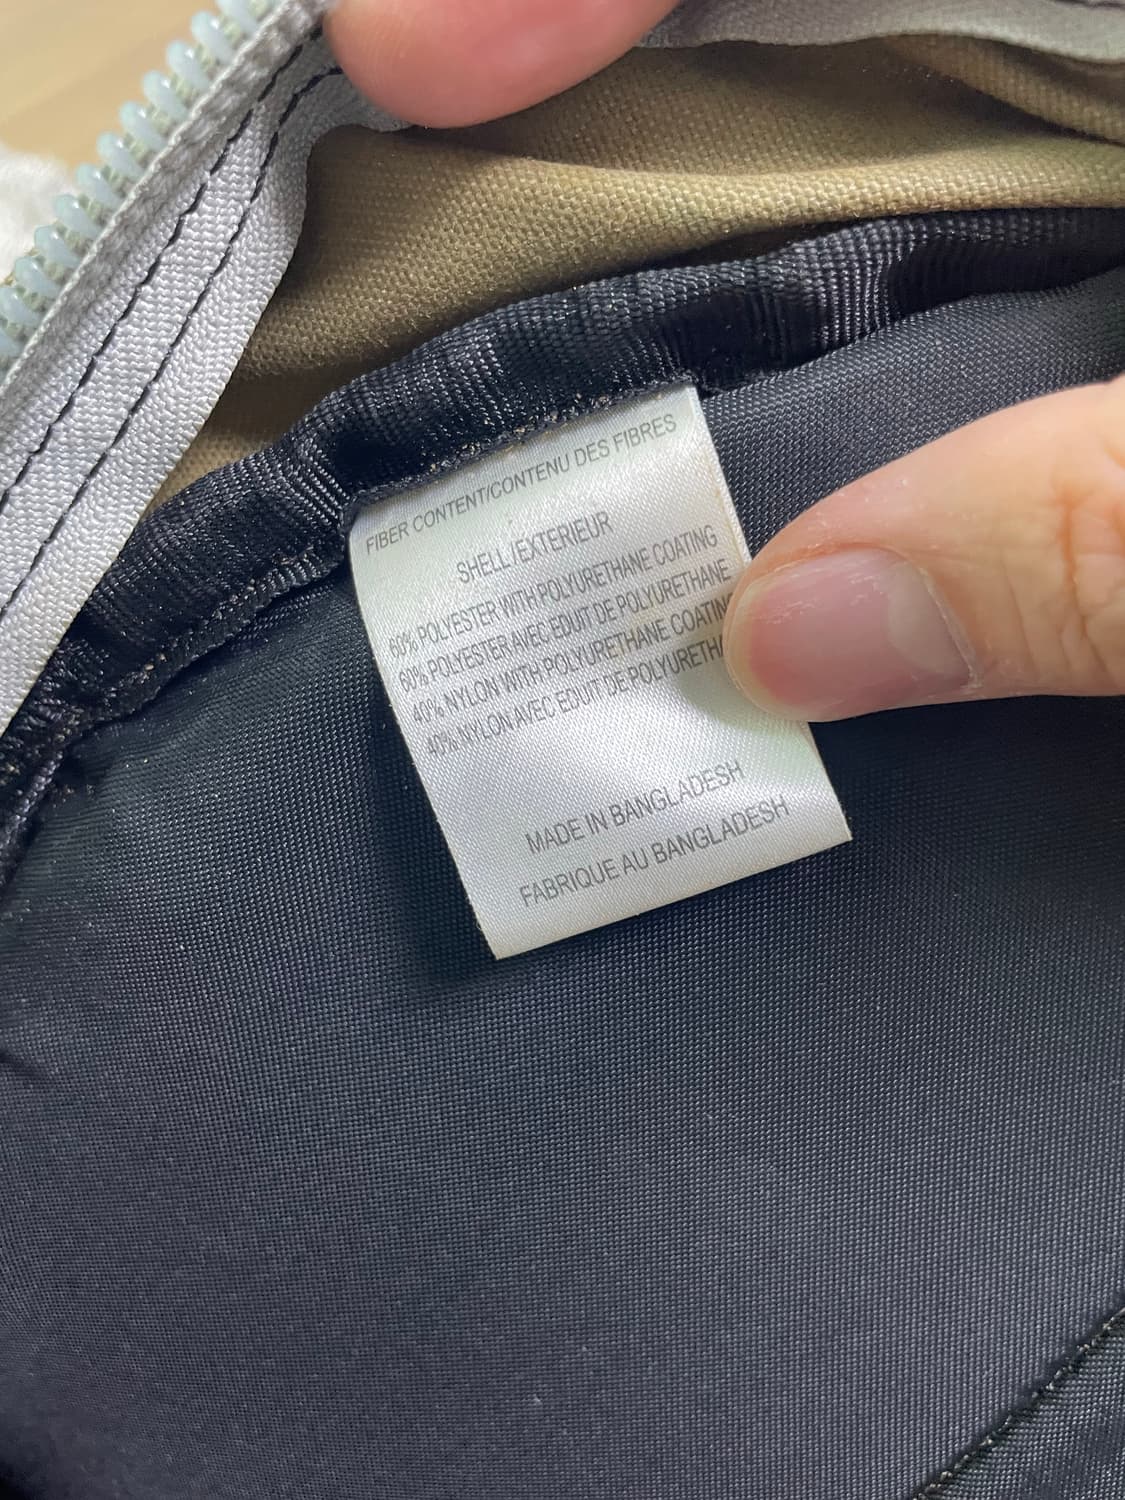 FIBER CONTENT/CONTENU DES FIBRES
SHELL/EXTERIEUR
60% POLYESTER WITH POLYURETHANE COATING
60% POLYESTER AVEC EDUIT DE POLYURETHANE
40% NYLON WITH POLYURETHANE COATING
40% NYLON AVEC EDUIT DE POLYURETHA
MADE IN BANGLADESH
FABRIQUE AU BANGLADESH